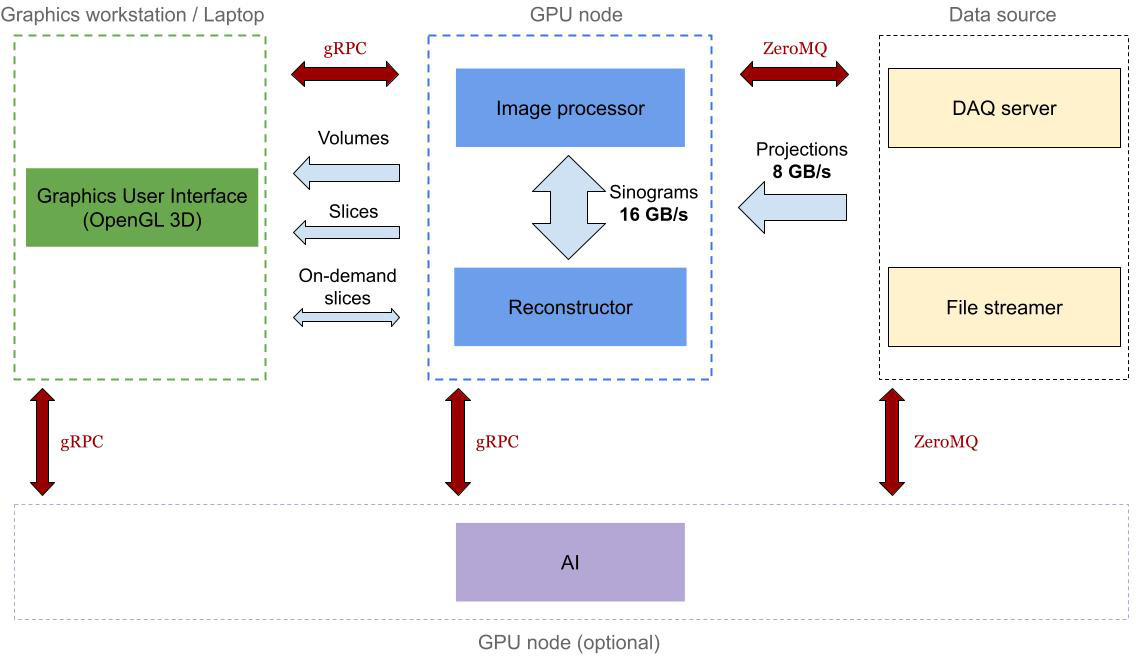 Graphics workstation / Laptop
GPU node
Data source
gRPC
ZeroMQ
Image processor
DAQ server
Volumes
Projections
8 GB/s
Graphics User Interface
(OpenGL 3D)
Slices
Sinograms
16 GB/s
On-demand
slices
Reconstructor
File streamer
gRPC
gRPC
ZeroMQ
AI
GPU node (optional)